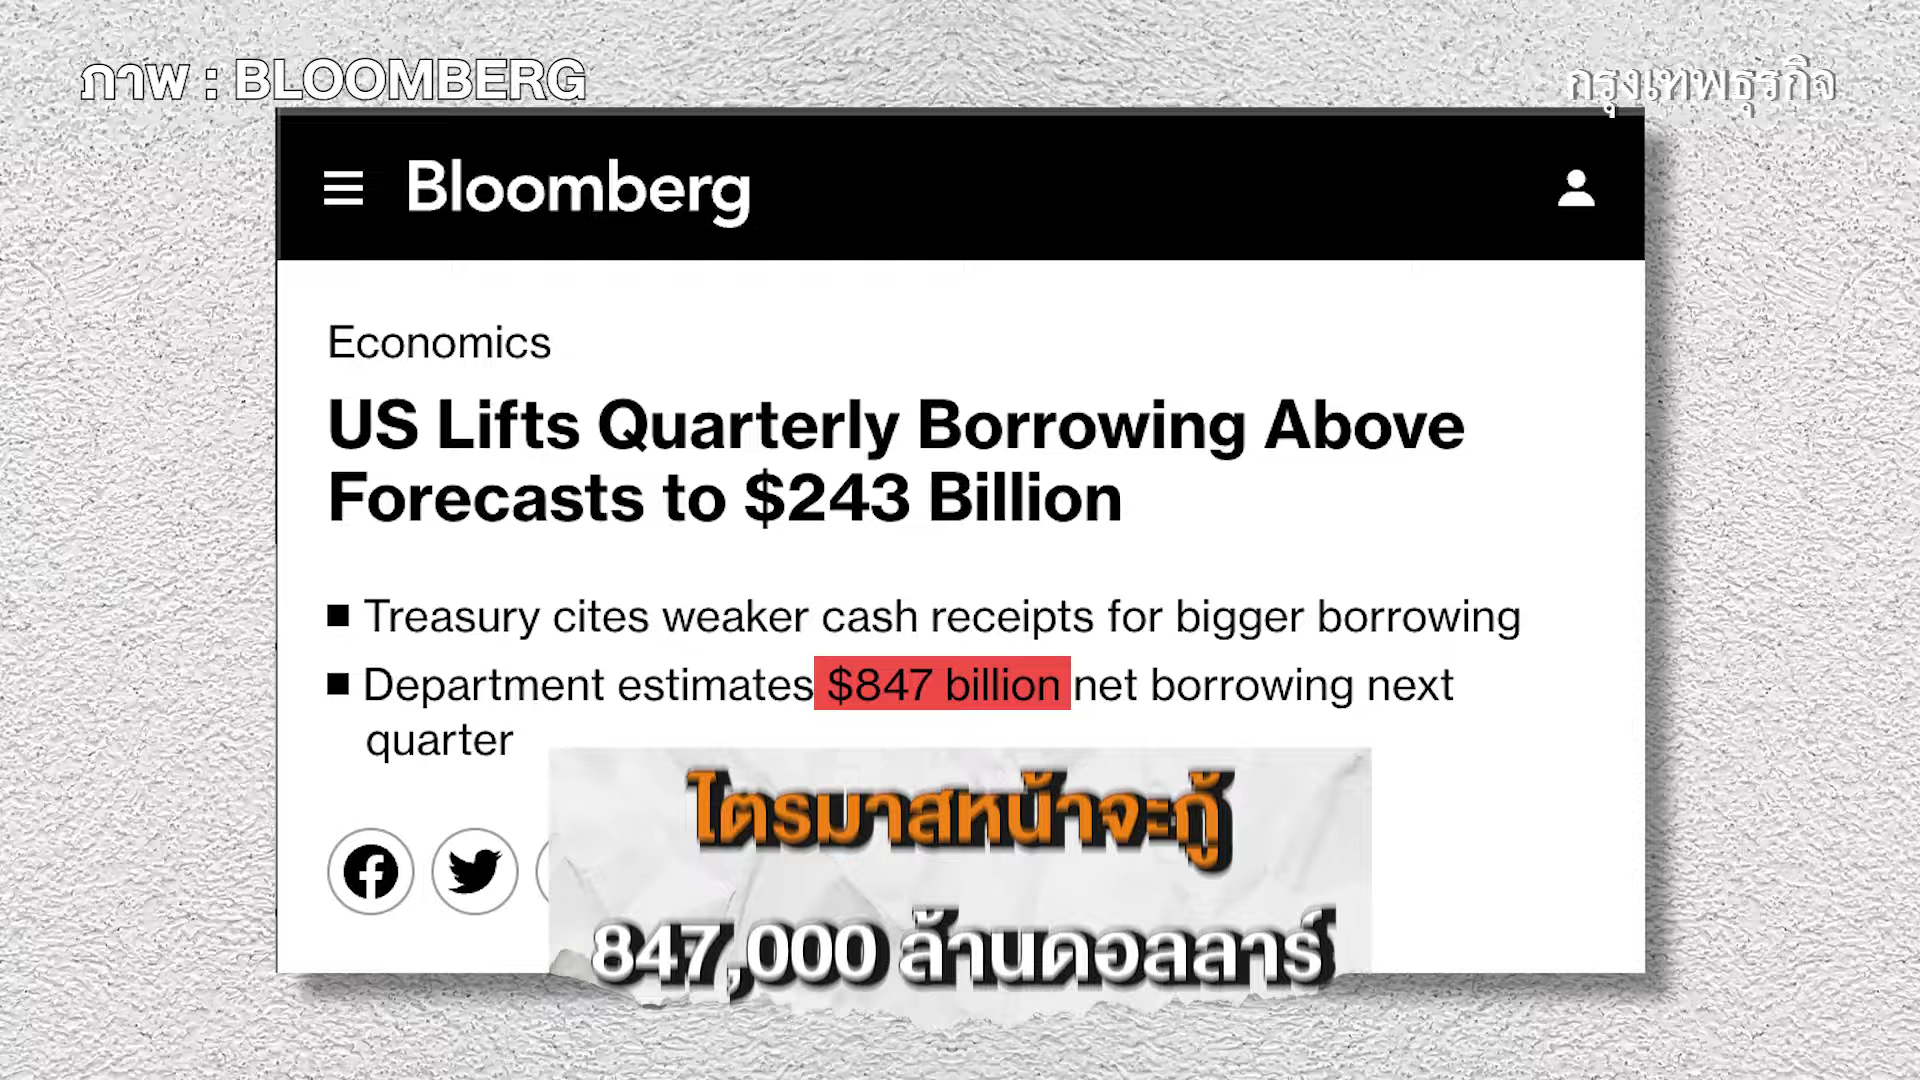 ภาพ : BLOOMBERG
กรุงเทพธุรกิจ
Bloomberg
Economics
US Lifts Quarterly Borrowing Above
Forecasts to $243 Billion
Treasury cites weaker cash receipts for bigger borrowing
Department estimates $847 billion net borrowing next
quarter
ไตรมาสหน้าจะกู้
847,000 ล้านดอลลาร์